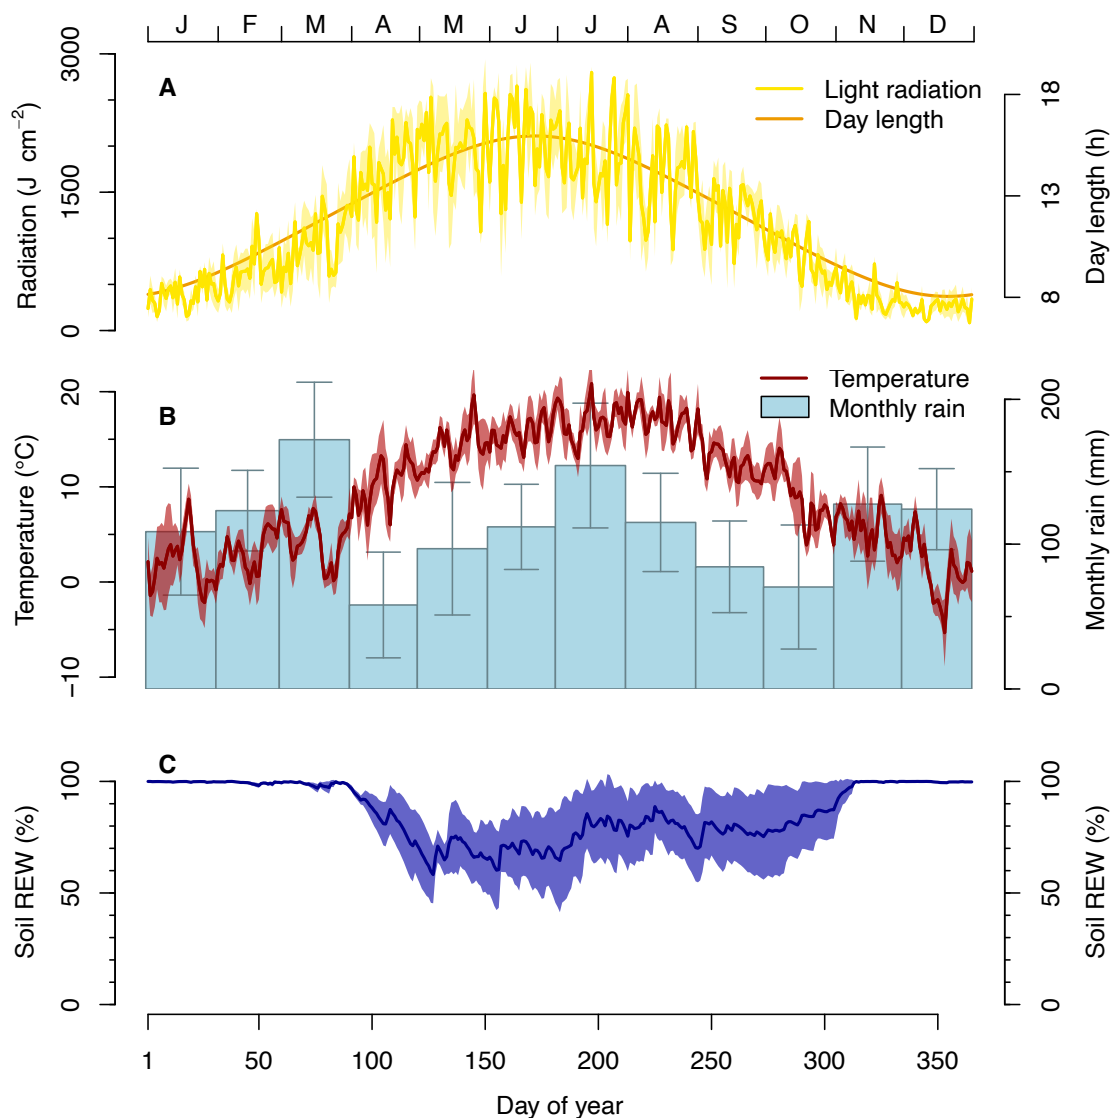 J F M A M J J A S O N D
A
Light radiation
Day length
Radiation (J cm⁻²)
0 1500 3000
Day length (h)
8 13 18
B
Temperature
Monthly rain
Temperature (°C)
−10 0 10 20
Monthly rain (mm)
0 100 200
C
Soil REW (%)
0 50 100
Soil REW (%)
0 50 100
1 50 100 150 200 250 300 350
Day of year